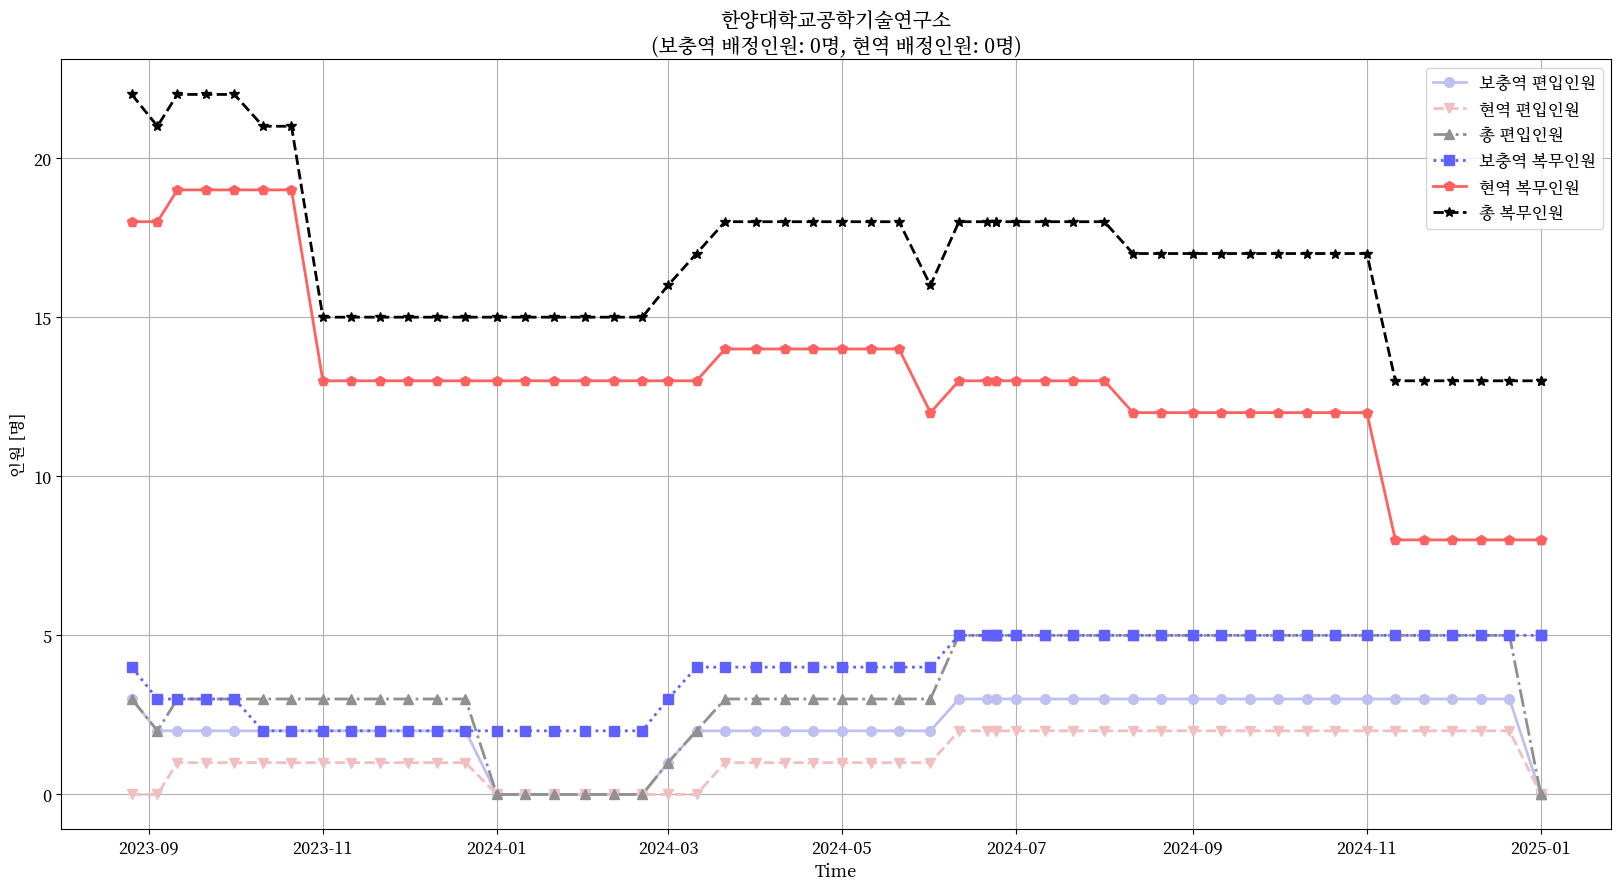 한양대학교공학기술연구소
(보충역 배정인원: 0명, 현역 배정인원: 0명)
보충역 편입인원
현역 편입인원
총 편입인원
보충역 복무인원
현역 복무인원
총 복무인원
인원 [명]
20
15
10
5
0
2023-09
2023-11
2024-01
2024-03
2024-05
2024-07
2024-09
2024-11
2025-01
Time